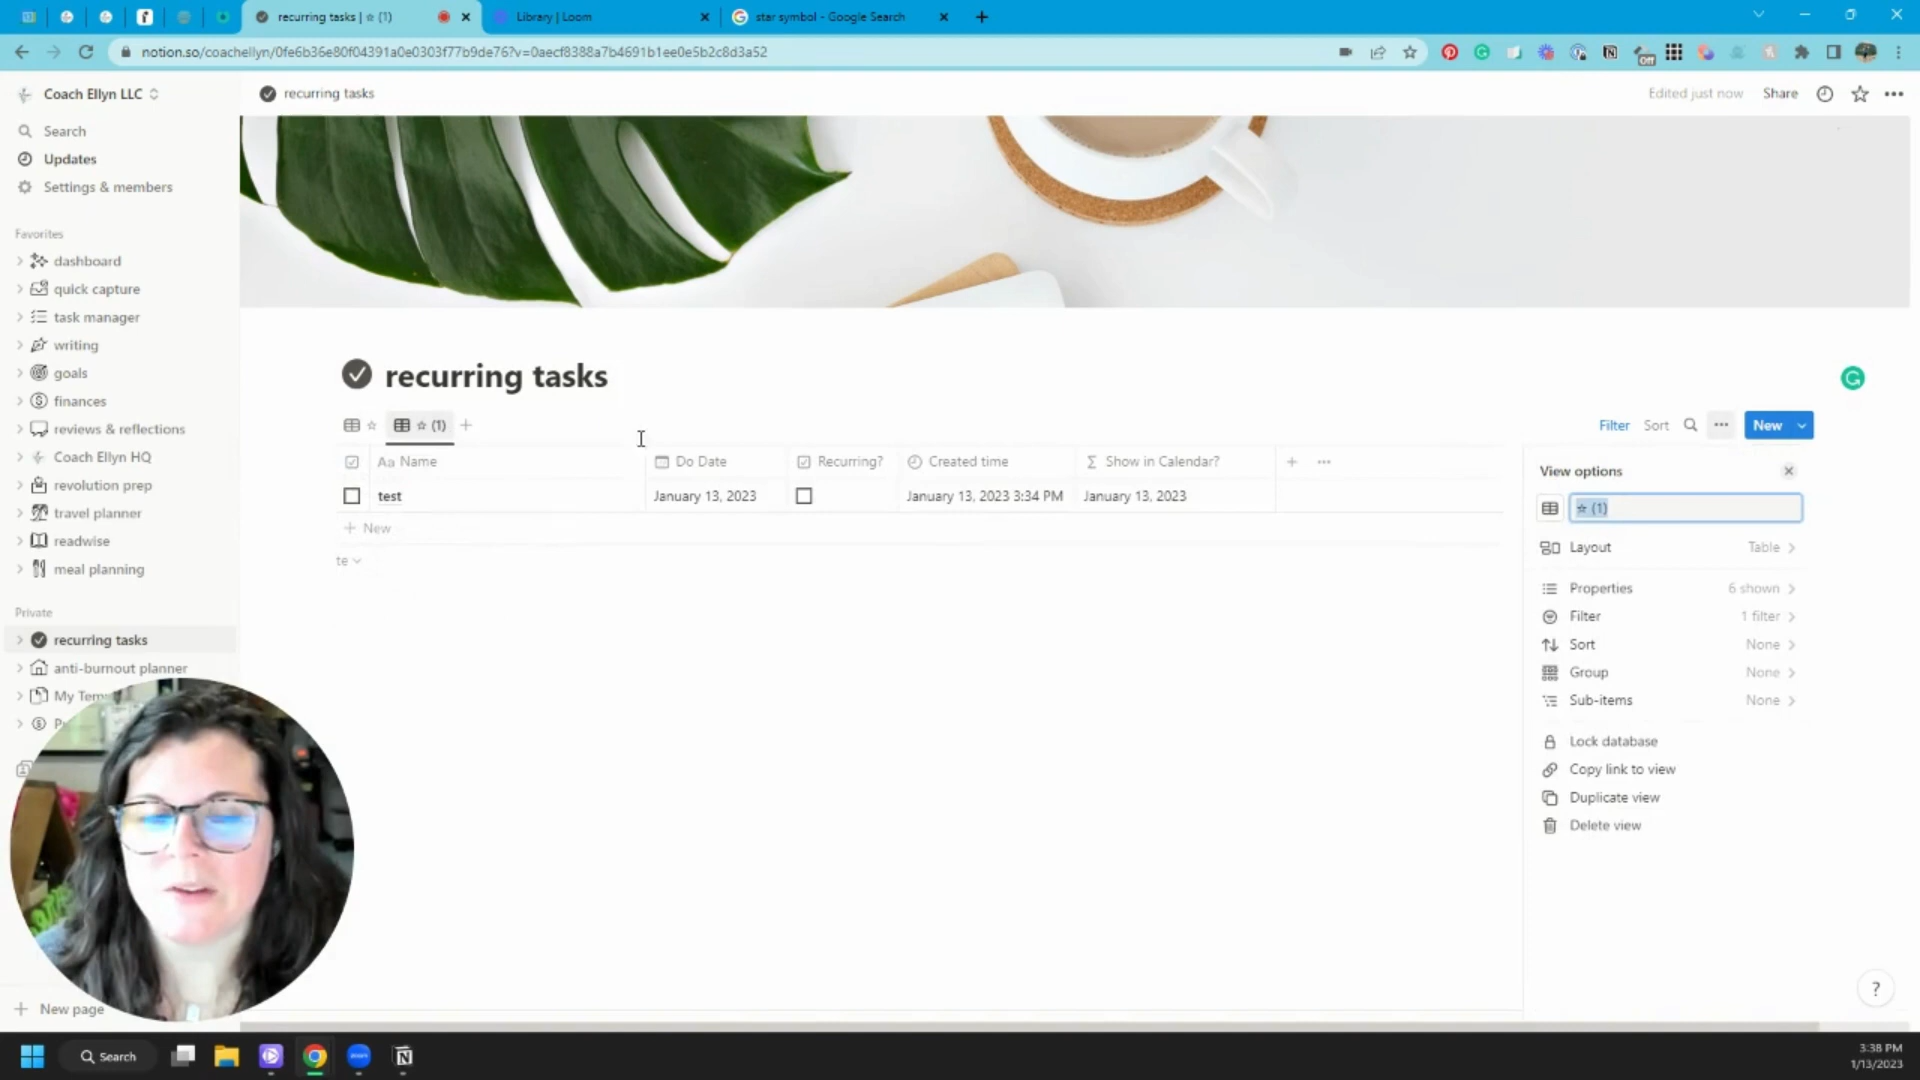 recurring tasks | ☆ (1)
Library | Loom
star symbol - Google Search
notion.so/coachellyn/0fe6b36e80f04391a0e0303f77b9de76?v=0aecf8388a7b4691b1ee0e5b2c8d3a52
Off
Coach Ellyn LLC
recurring tasks
Edited just now
Share
Search
Updates
Settings & members
Favorites
dashboard
quick capture
task manager
writing
goals
finances
reviews & reflections
Coach Ellyn HQ
revolution prep
travel planner
readwise
meal planning
Private
recurring tasks
anti-burnout planner
My Tem
P
New page
recurring tasks
☆
☆ (1)
Filter
Sort
New
Aa Name
Do Date
Recurring?
Created time
Σ Show in Calendar?
test
January 13, 2023
January 13, 2023 3:34 PM
January 13, 2023
+ New
te
View options
☆ (1)
Layout
Table
Properties
6 shown
Filter
1 filter
Sort
None
Group
None
Sub-items
None
Lock database
Copy link to view
Duplicate view
Delete view
?
Search
3:38 PM
1/13/2023